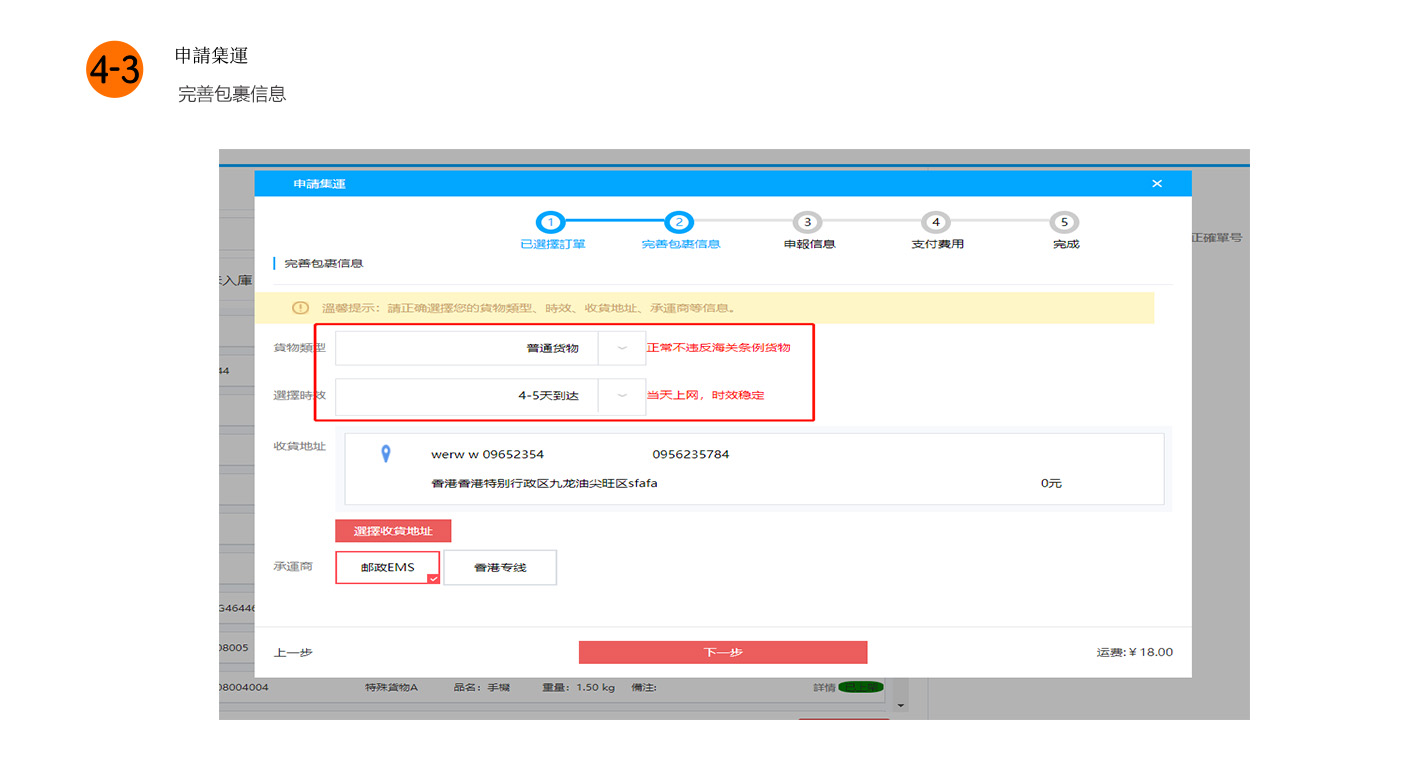 4-3
申請集運
完善包裹信息
申請集運 ×
1 2 3 4 5
已選擇訂單 完善包裹信息 申報信息 支付費用 完成
正確單号
完善包裹信息
入庫
溫馨提示：請正确選擇您的貨物類型、時效、收貨地址、承運商等信息。
貨物類型 普通货物 正常不违反海关条例货物
44
選擇時效 4-5天到达 当天上网，时效稳定
收貨地址
werw w 09652354 0956235784
香港香港特别行政区九龙油尖旺区sfafa 0元
選擇收貨地址
承運商 邮政EMS 香港专线
G46446
08005
上一步 下一步 运费:¥ 18.00
08004004 特殊貨物A 品名：手機 重量：1.50 kg 備注: 詳情